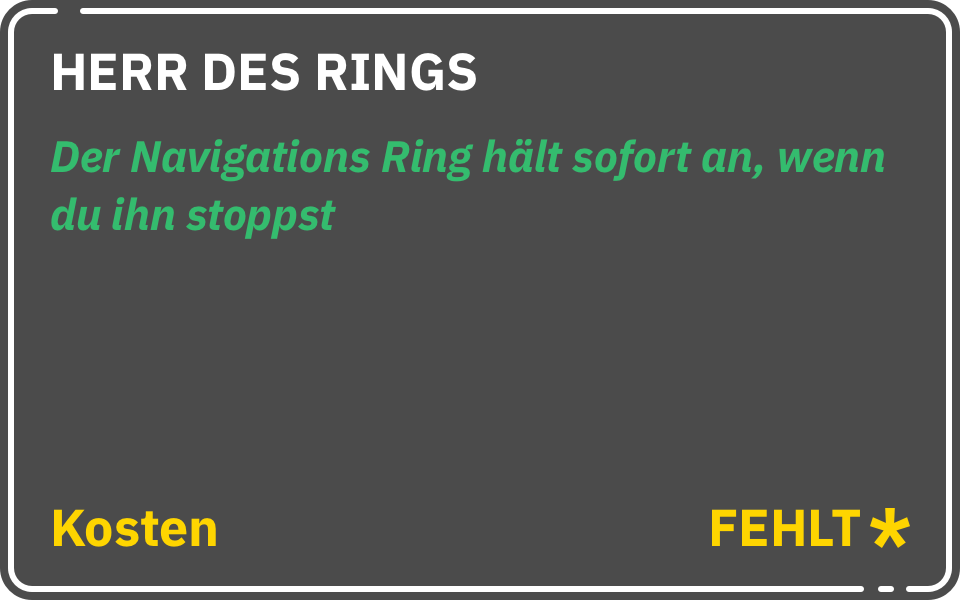 HERR DES RINGS
Der Navigations Ring hält sofort an, wenn
du ihn stoppst
Kosten
FEHLT*